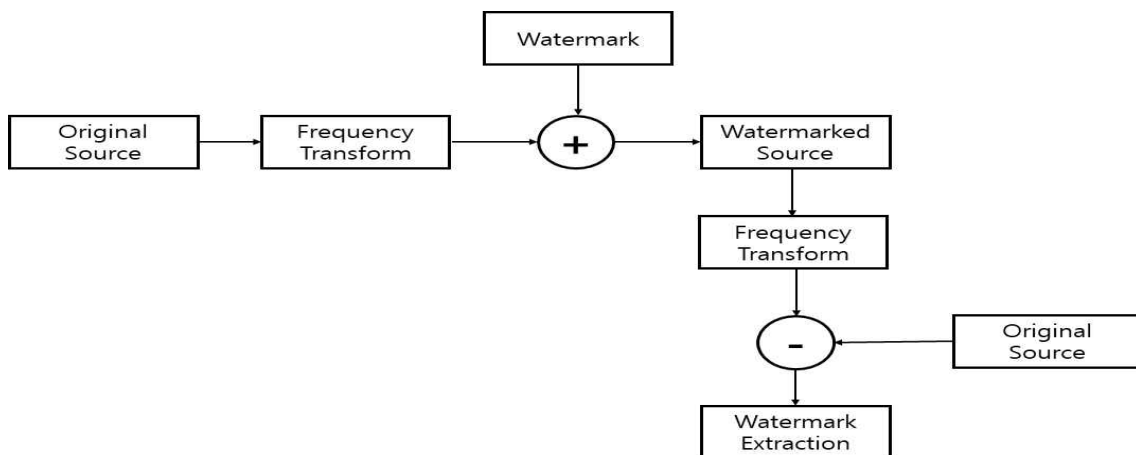 Watermark
Original
Source
Frequency
Transform
+
Watermarked
Source
Frequency
Transform
-
Original
Source
Watermark
Extraction